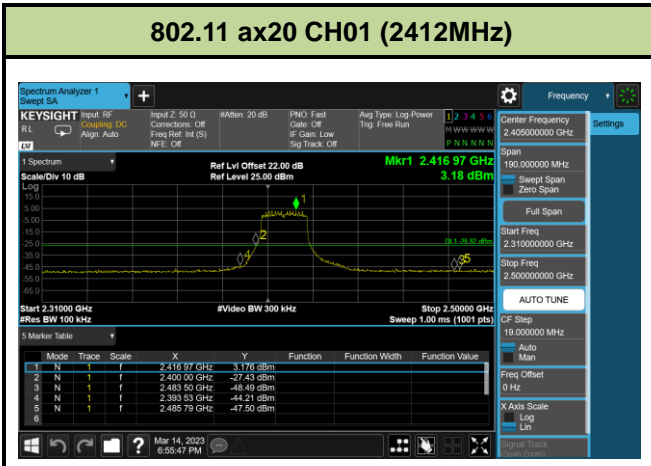 802.11 ax20 CH01 (2412MHz)
Spectrum Analyzer 1
Swept SA
+
Frequency
Settings
KEYSIGHT
RL
LXI
Input: RF
Coupling: DC
Align: Auto
Input Z: 50 Ω
Corrections: Off
Freq Ref: Int (S)
NFE: Off
#Atten: 20 dB
PNO: Fast
Gate: Off
IF Gain: Low
Sig Track: Off
Avg Type: Log-Power
Trig: Free Run
1 2 3 4 5 6
M W W W W W
P N N N N N
1 Spectrum
Scale/Div 10 dB
Log
Ref Lvl Offset 22.00 dB
Ref Level 25.00 dBm
Mkr1 2.416 97 GHz
3.18 dBm
15.0
5.00
-5.00
-15.0
-25.0
-35.0
-45.0
-55.0
-65.0
1
2
4
DL1 -26.82 dBm
35
Start 2.31000 GHz
#Res BW 100 kHz
#Video BW 300 kHz
Stop 2.50000 GHz
Sweep 1.00 ms (1001 pts)
5 Marker Table
Mode Trace Scale X Y Function Function Width Function Value
1 N 1 f 2.416 97 GHz 3.176 dBm
2 N 1 f 2.400 00 GHz -27.43 dBm
3 N 1 f 2.483 50 GHz -48.49 dBm
4 N 1 f 2.393 53 GHz -44.21 dBm
5 N 1 f 2.485 79 GHz -47.50 dBm
6
Center Frequency
2.405000000 GHz
Span
190.000000 MHz
Swept Span
Zero Span
Full Span
Start Freq
2.310000000 GHz
Stop Freq
2.500000000 GHz
AUTO TUNE
CF Step
19.000000 MHz
Auto
Man
Freq Offset
0 Hz
X Axis Scale
Log
Lin
Signal Track
(Span Zoom)
?
Mar 14, 2023
6:55:47 PM